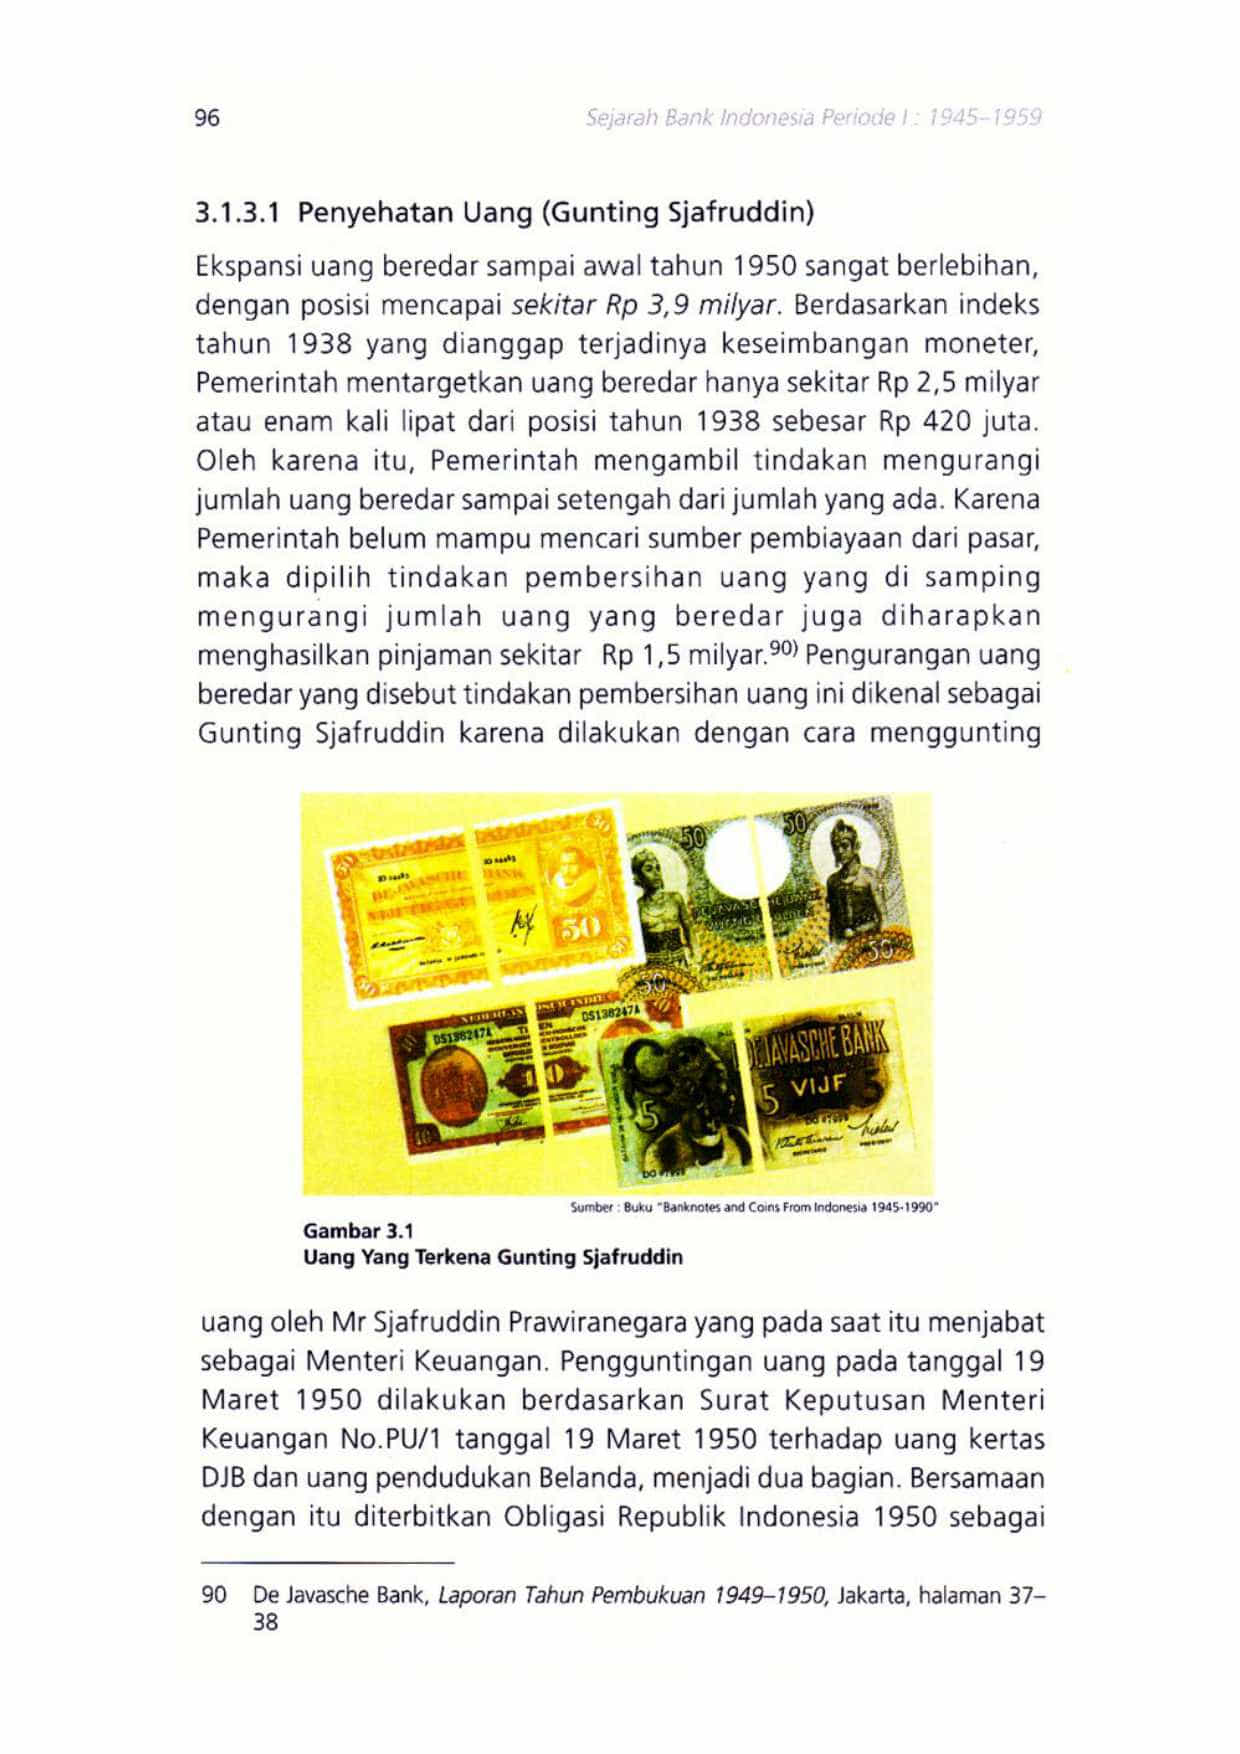 96
Sejarah Bank Indonesia Periode I : 1945–1959
3.1.3.1 Penyehatan Uang (Gunting Sjafruddin)
Ekspansi uang beredar sampai awal tahun 1950 sangat berlebihan,
dengan posisi mencapai sekitar Rp 3,9 milyar. Berdasarkan indeks
tahun 1938 yang dianggap terjadinya keseimbangan moneter,
Pemerintah mentargetkan uang beredar hanya sekitar Rp 2,5 milyar
atau enam kali lipat dari posisi tahun 1938 sebesar Rp 420 juta.
Oleh karena itu, Pemerintah mengambil tindakan mengurangi
jumlah uang beredar sampai setengah dari jumlah yang ada. Karena
Pemerintah belum mampu mencari sumber pembiayaan dari pasar,
maka dipilih tindakan pembersihan uang yang di samping
mengurangi jumlah uang yang beredar juga diharapkan
menghasilkan pinjaman sekitar Rp 1,5 milyar.90) Pengurangan uang
beredar yang disebut tindakan pembersihan uang ini dikenal sebagai
Gunting Sjafruddin karena dilakukan dengan cara menggunting
50
50
50
50
DE JAVASCHE BANK
50
50
50
DS138247A
DS138247A
10
10
DE JAVASCHE BANK
5
5 VIJF 5
Sumber : Buku "Banknotes and Coins From Indonesia 1945-1990"
Gambar 3.1
Uang Yang Terkena Gunting Sjafruddin
uang oleh Mr Sjafruddin Prawiranegara yang pada saat itu menjabat
sebagai Menteri Keuangan. Pengguntingan uang pada tanggal 19
Maret 1950 dilakukan berdasarkan Surat Keputusan Menteri
Keuangan No.PU/1 tanggal 19 Maret 1950 terhadap uang kertas
DJB dan uang pendudukan Belanda, menjadi dua bagian. Bersamaan
dengan itu diterbitkan Obligasi Republik Indonesia 1950 sebagai
90 De Javasche Bank, Laporan Tahun Pembukuan 1949–1950, Jakarta, halaman 37–
38